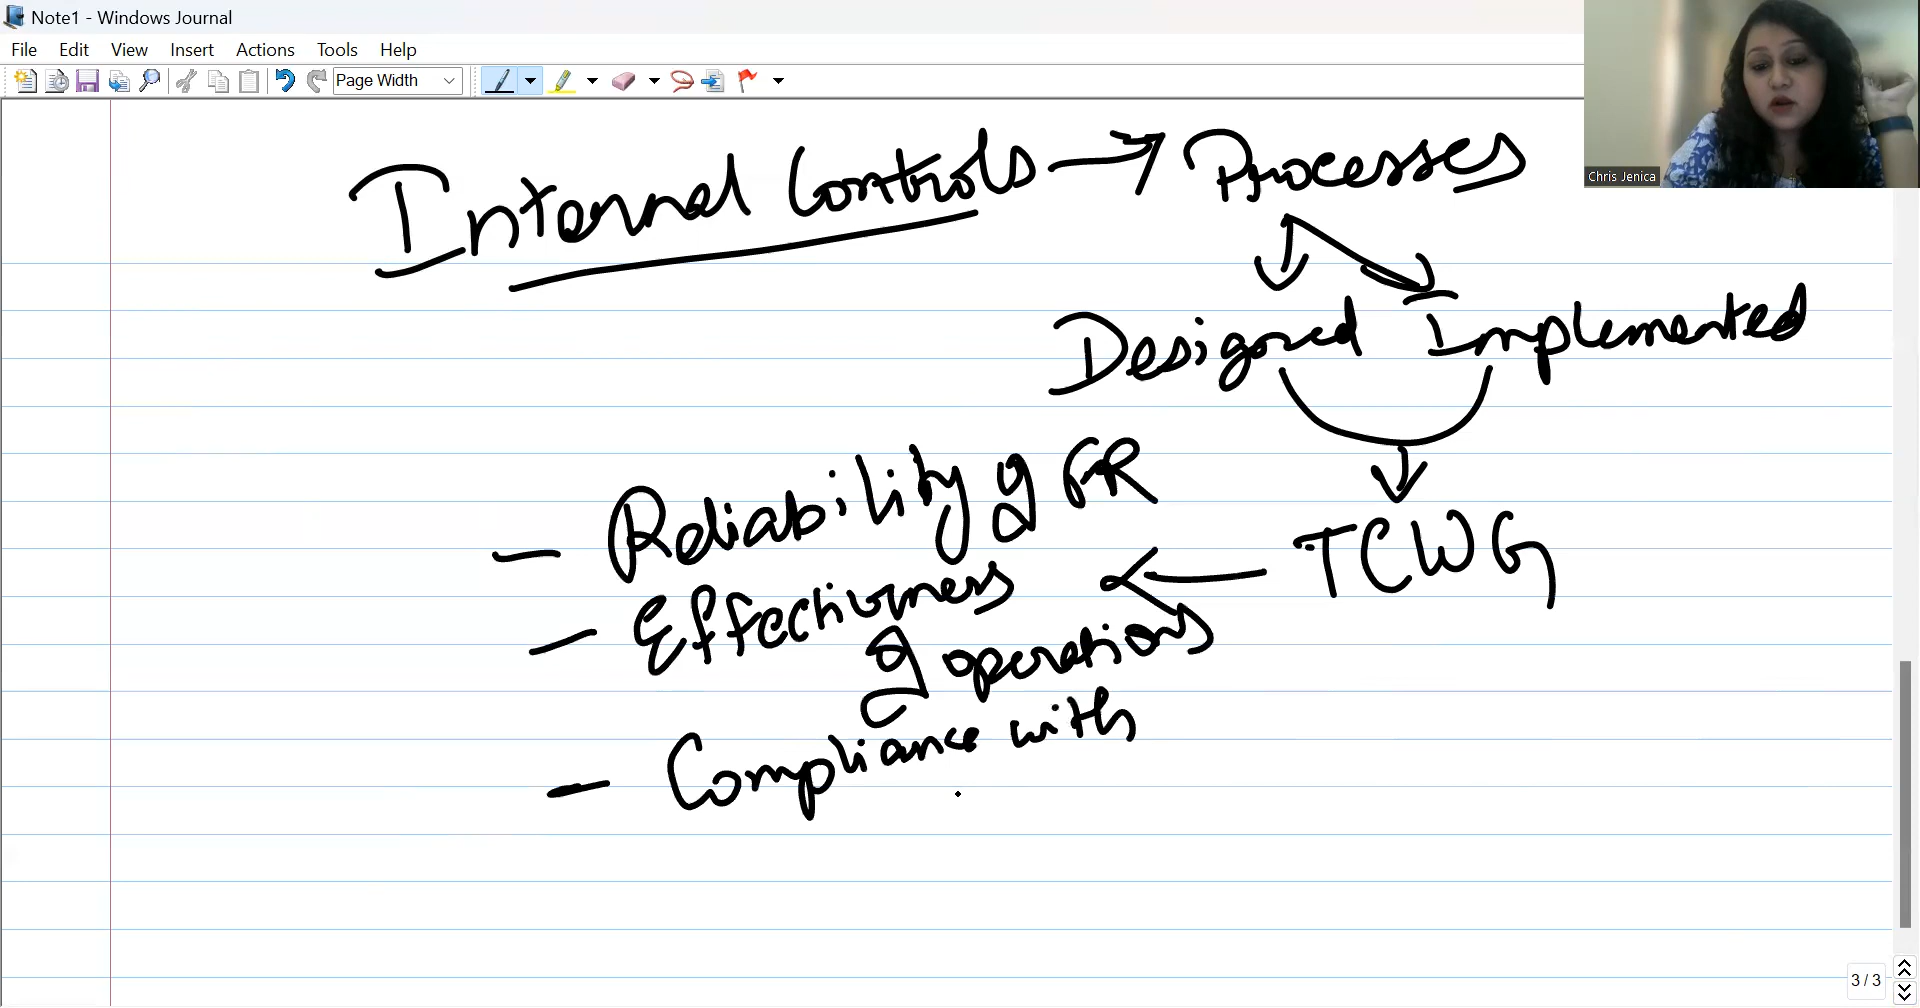 Note1 - Windows Journal
File Edit View Insert Actions Tools Help
Page Width
Chris Jenica
Internal Controls → Processes
Designed Implemented
TCWG
- Reliability of FR
- Effectiveness
of operations
- Compliance with
3 / 3